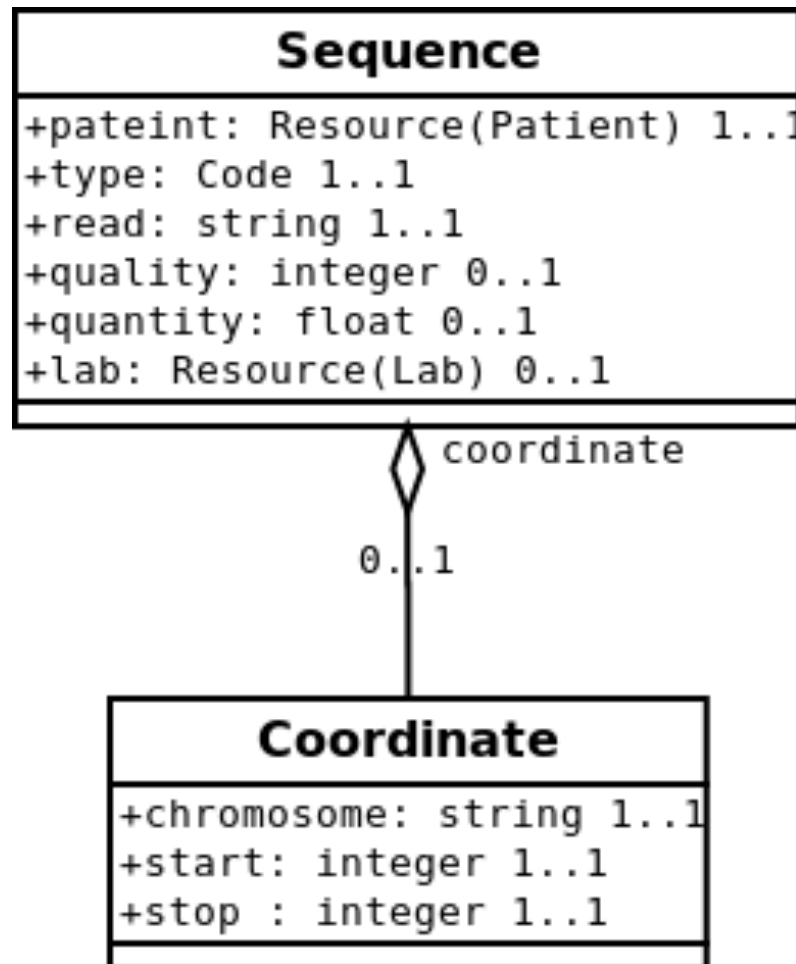 Sequence
+pateint: Resource(Patient) 1..1
+type: Code 1..1
+read: string 1..1
+quality: integer 0..1
+quantity: float 0..1
+lab: Resource(Lab) 0..1
coordinate
0..1
Coordinate
+chromosome: string 1..1
+start: integer 1..1
+stop : integer 1..1